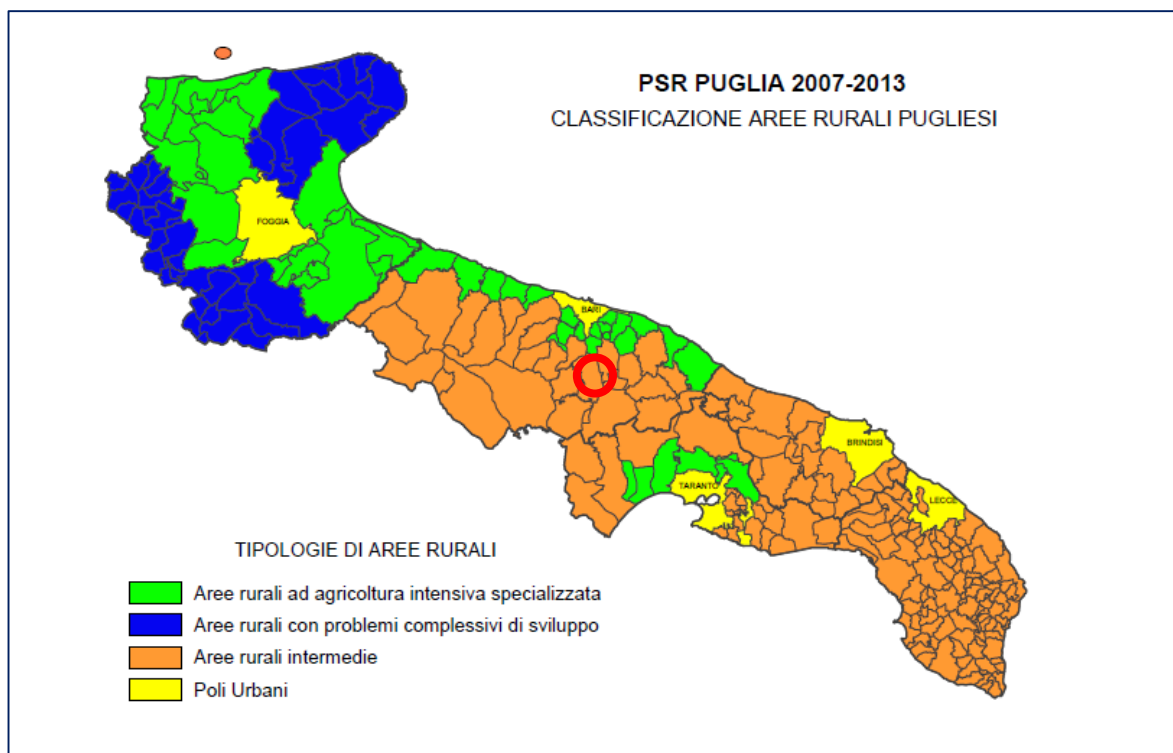 PSR PUGLIA 2007-2013
CLASSIFICAZIONE AREE RURALI PUGLIESI
FOGGIA
BARI
BRINDISI
TARANTO
LECCE
TIPOLOGIE DI AREE RURALI
Aree rurali ad agricoltura intensiva specializzata
Aree rurali con problemi complessivi di sviluppo
Aree rurali intermedie
Poli Urbani